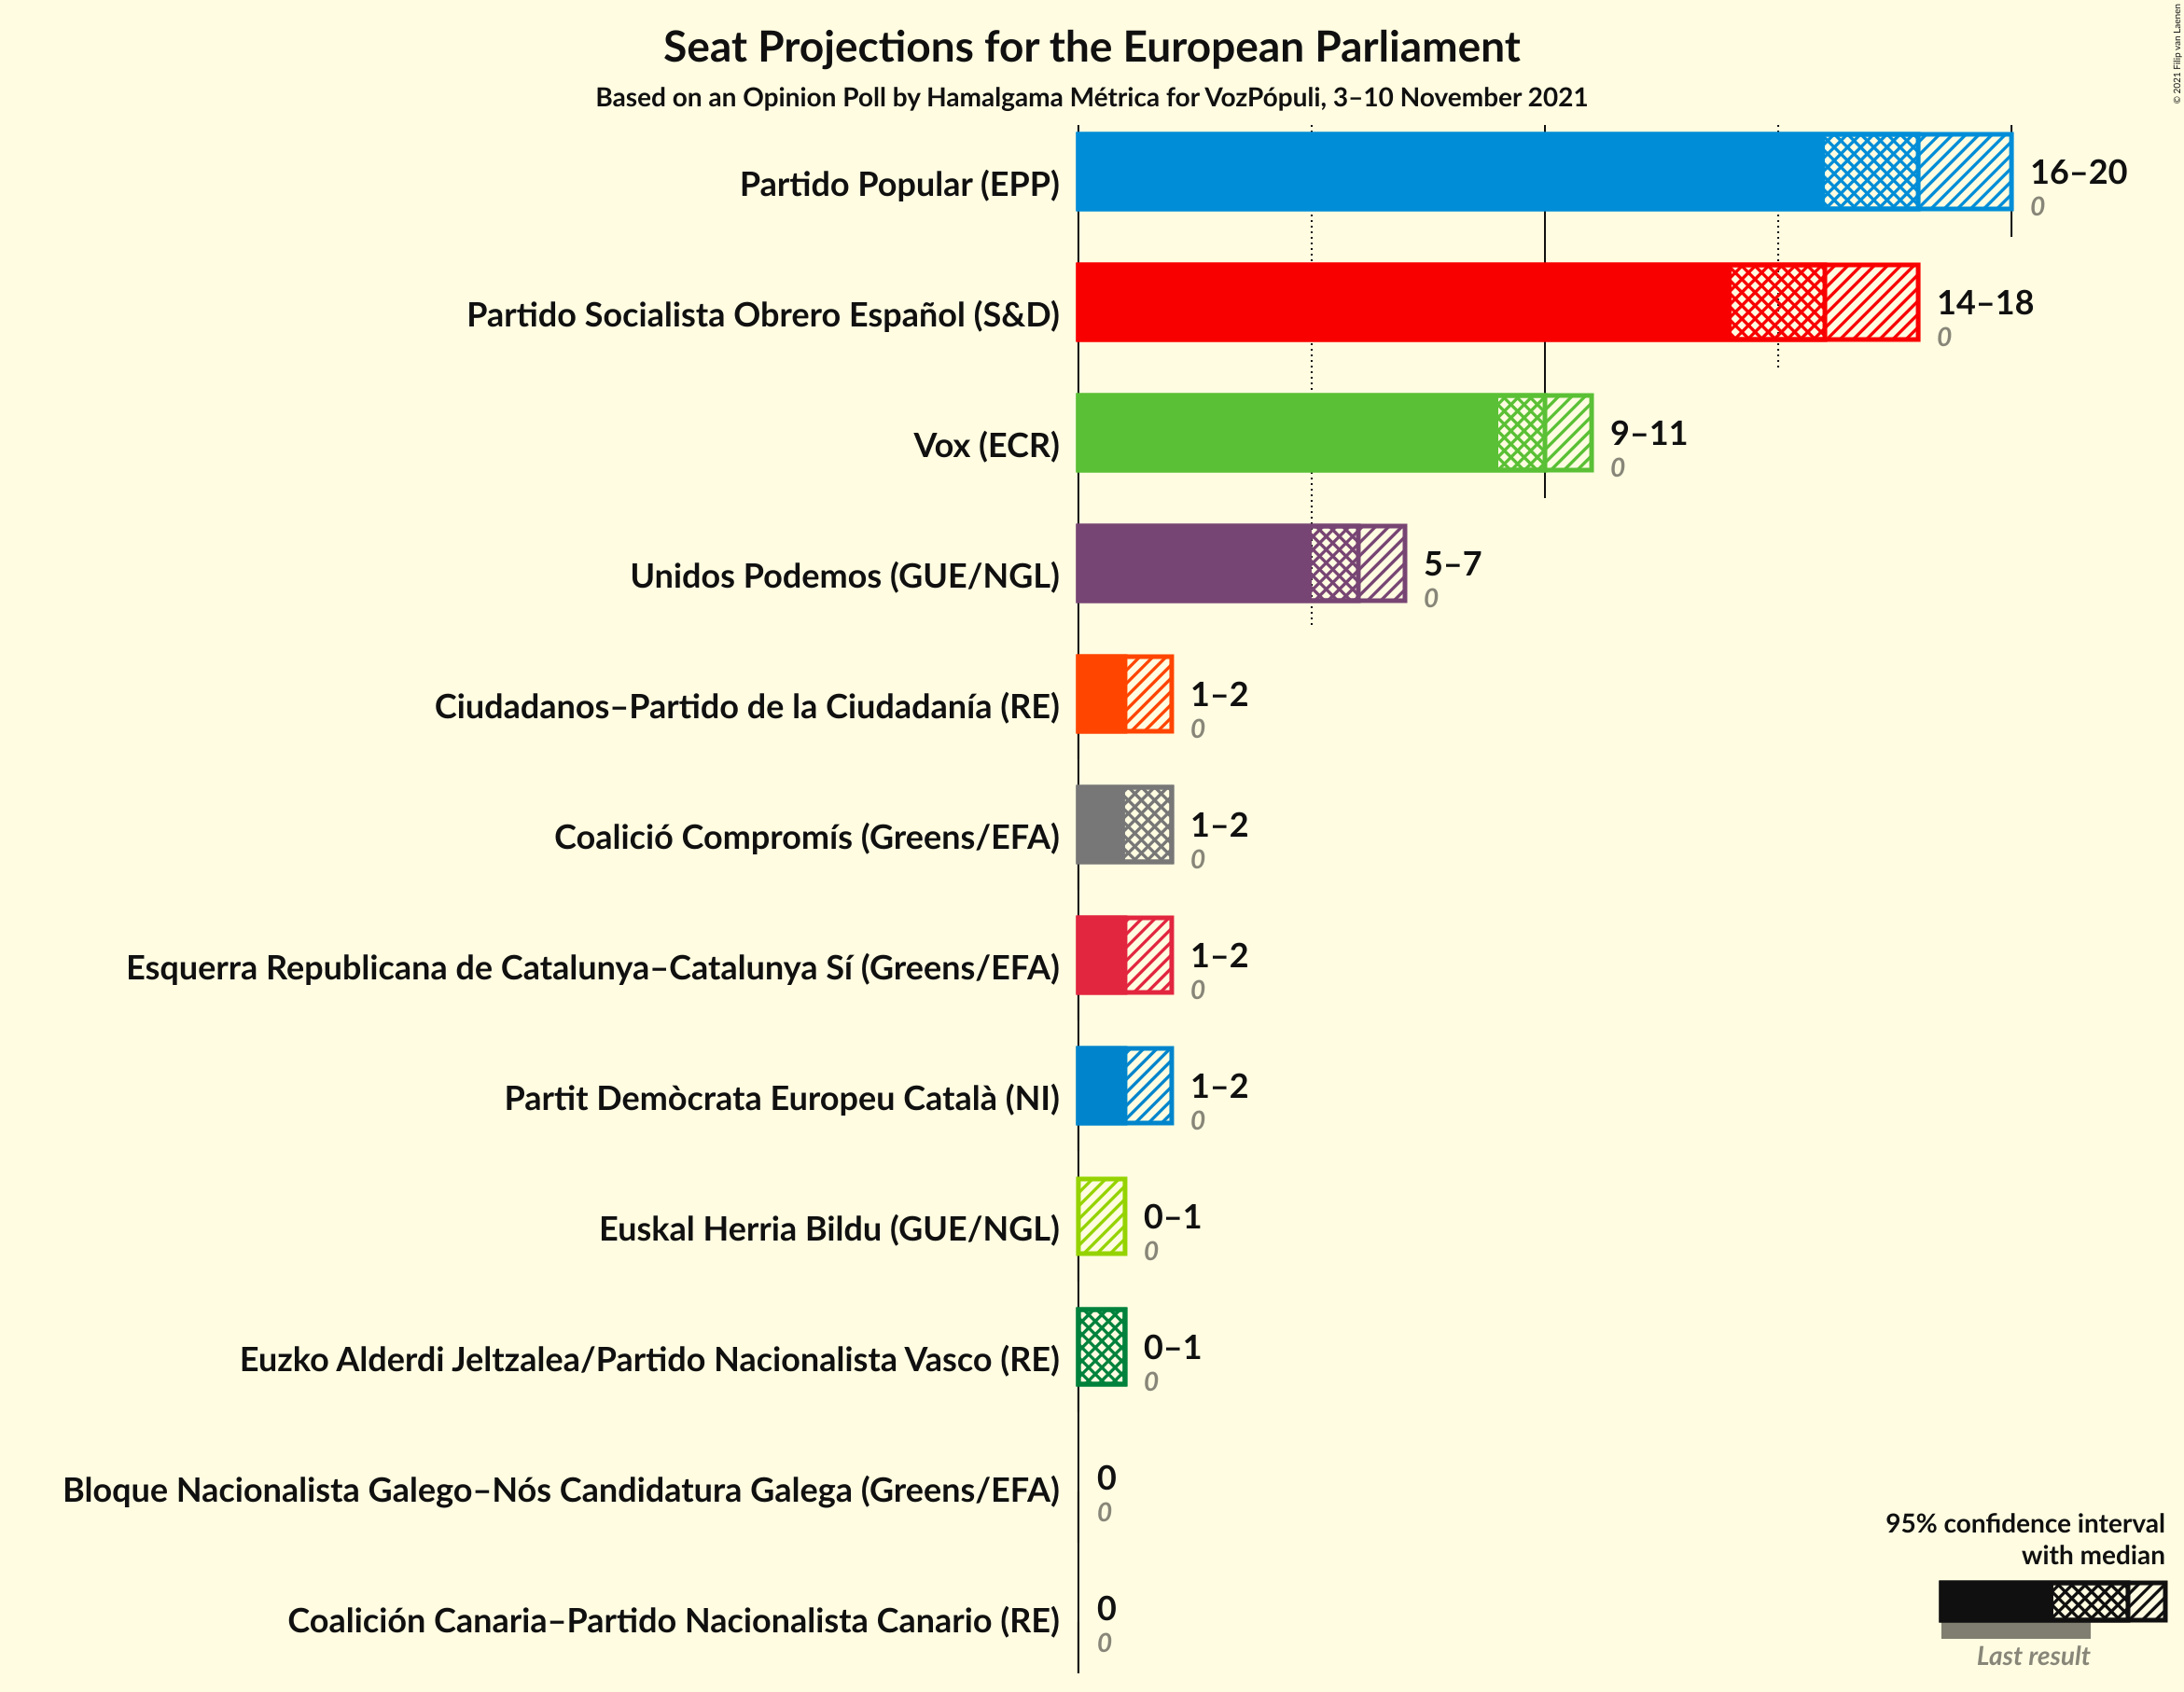 Seat Projections for the European Parliament
Based on an Opinion Poll by Hamalgama Métrica for VozPópuli, 3–10 November 2021
© 2021 Filip van Laenen
Partido Popular (EPP)
16–20
0
Partido Socialista Obrero Español (S&D)
14–18
0
Vox (ECR)
9–11
0
Unidos Podemos (GUE/NGL)
5–7
0
Ciudadanos–Partido de la Ciudadanía (RE)
1–2
0
Coalició Compromís (Greens/EFA)
1–2
0
Esquerra Republicana de Catalunya–Catalunya Sí (Greens/EFA)
1–2
0
Partit Demòcrata Europeu Català (NI)
1–2
0
Euskal Herria Bildu (GUE/NGL)
0–1
0
Euzko Alderdi Jeltzalea/Partido Nacionalista Vasco (RE)
0–1
0
Bloque Nacionalista Galego–Nós Candidatura Galega (Greens/EFA)
0
0
Coalición Canaria–Partido Nacionalista Canario (RE)
0
0
95% confidence interval
with median
Last result